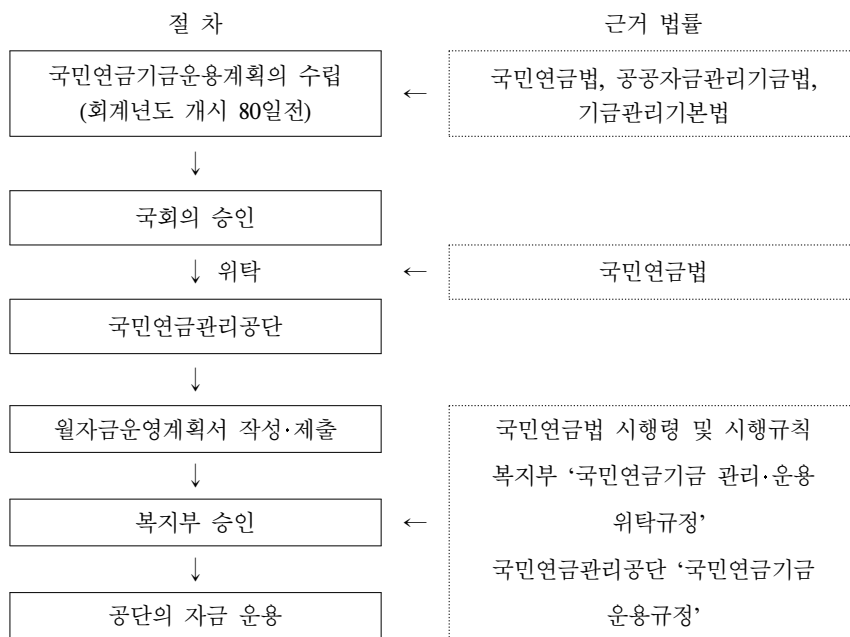 절 차
근거 법률
국민연금기금운용계획의 수립
(회계년도 개시 80일전)
←
국민연금법, 공공자금관리기금법,
기금관리기본법
↓
국회의 승인
↓ 위탁
←
국민연금법
국민연금관리공단
↓
월자금운영계획서 작성·제출
↓
복지부 승인
↓
공단의 자금 운용
←
국민연금법 시행령 및 시행규칙
복지부 ‘국민연금기금 관리·운용
위탁규정’
국민연금관리공단 ‘국민연금기금
운용규정’